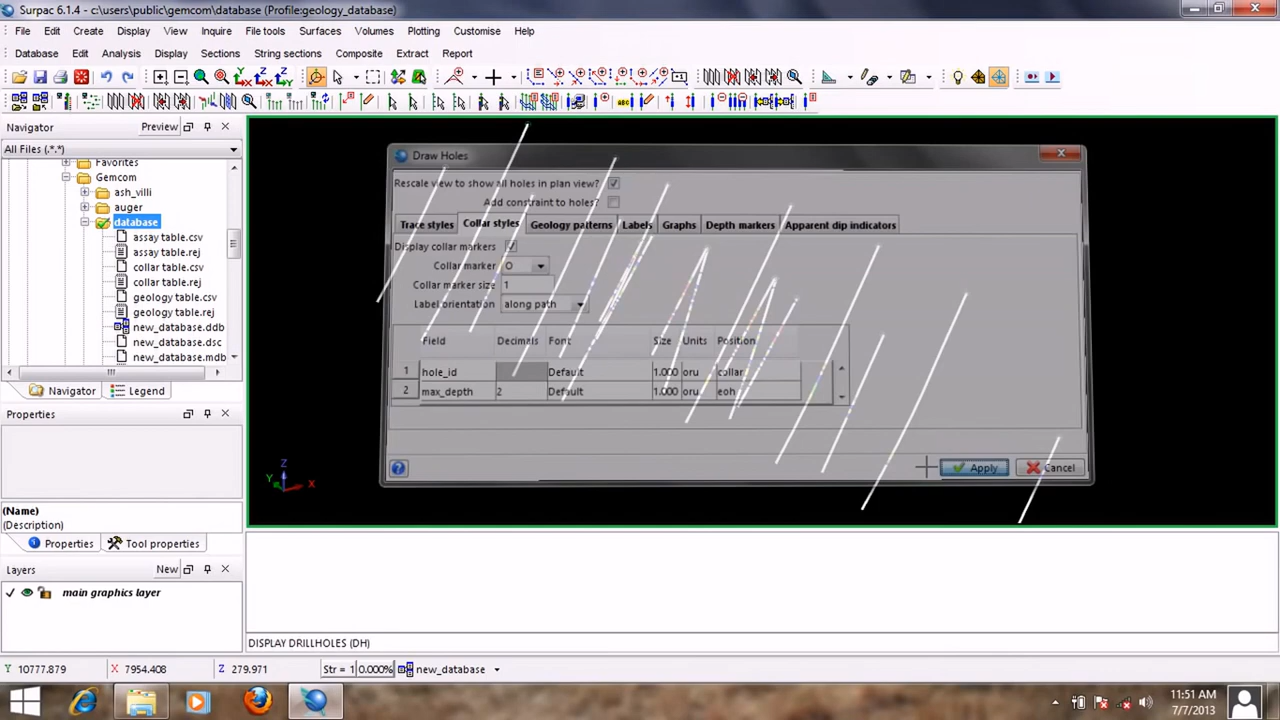 Surpac 6.1.4 - c:\users\public\gemcom\database (Profile:geology_database)
File Edit Create Display View Inquire File tools Surfaces Volumes Plotting Customise Help
Database Edit Analysis Display Sections String sections Composite Extract Report
Navigator Preview
All Files (*.*)
Favorites
Gemcom
ash_villi
auger
database
assay table.csv
assay table.rej
collar table.csv
collar table.rej
geology table.csv
geology table.rej
new_database.ddb
new_database.dsc
new_database.mdb
Navigator Legend
Properties
(Name)
(Description)
Properties Tool properties
Layers New
main graphics layer
Draw Holes
Rescale view to show all holes in plan view?
Add constraint to holes?
Trace styles Collar styles Geology patterns Labels Graphs Depth markers Apparent dip indicators
Display collar markers
Collar marker O
Collar marker size 1
Label orientation along path
Field Decimals Font Size Units Position
1 hole_id Default 1.000 oru collar
2 max_depth 2 Default 1.000 oru eoh
Apply Cancel
Z
Y X
DISPLAY DRILLHOLES (DH)
Y 10777.879 X 7954.408 Z 279.971 Str = 1 0.000% new_database
11:51 AM
7/7/2013